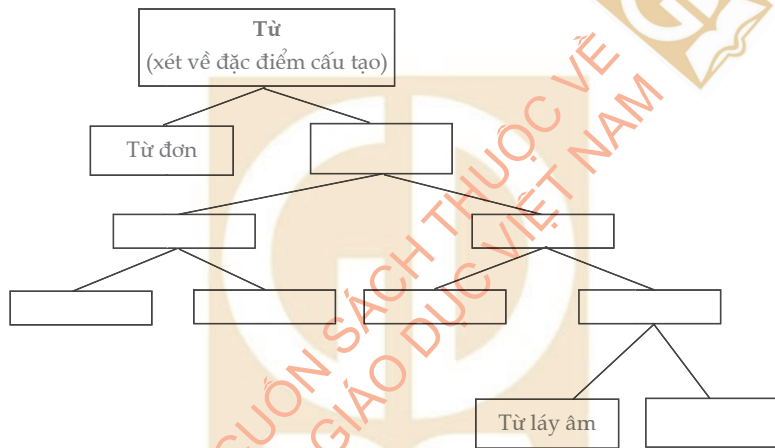 Từ
(xét về đặc điểm cấu tạo)
Từ đơn
Từ láy âm
CUỐN SÁCH THUỘC VỀ
GIÁO DỤC VIỆT NAM